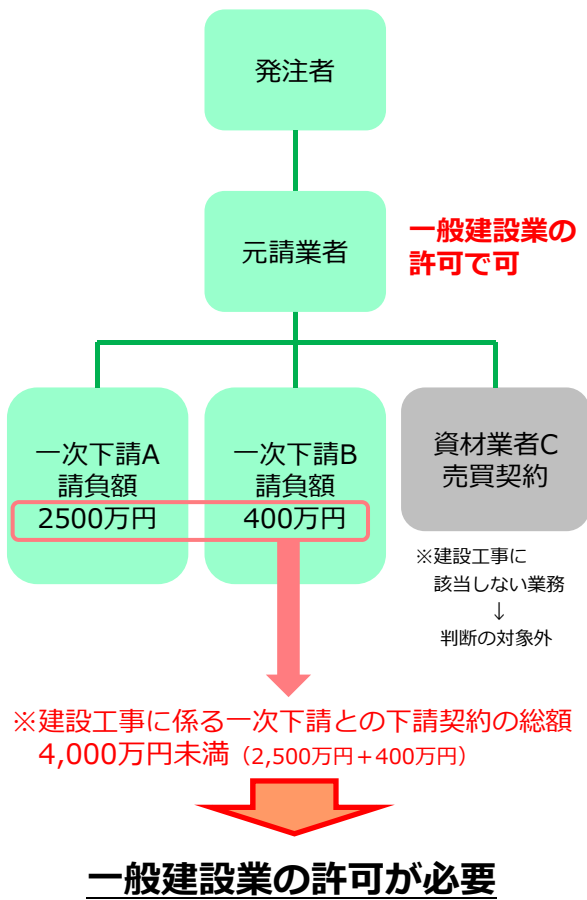 発注者
元請業者
一般建設業の
許可で可
一次下請A
請負額
2500万円
一次下請B
請負額
400万円
資材業者C
売買契約
※建設工事に
該当しない業務
↓
判断の対象外
※建設工事に係る一次下請との下請契約の総額
4,000万円未満（2,500万円＋400万円）
一般建設業の許可が必要